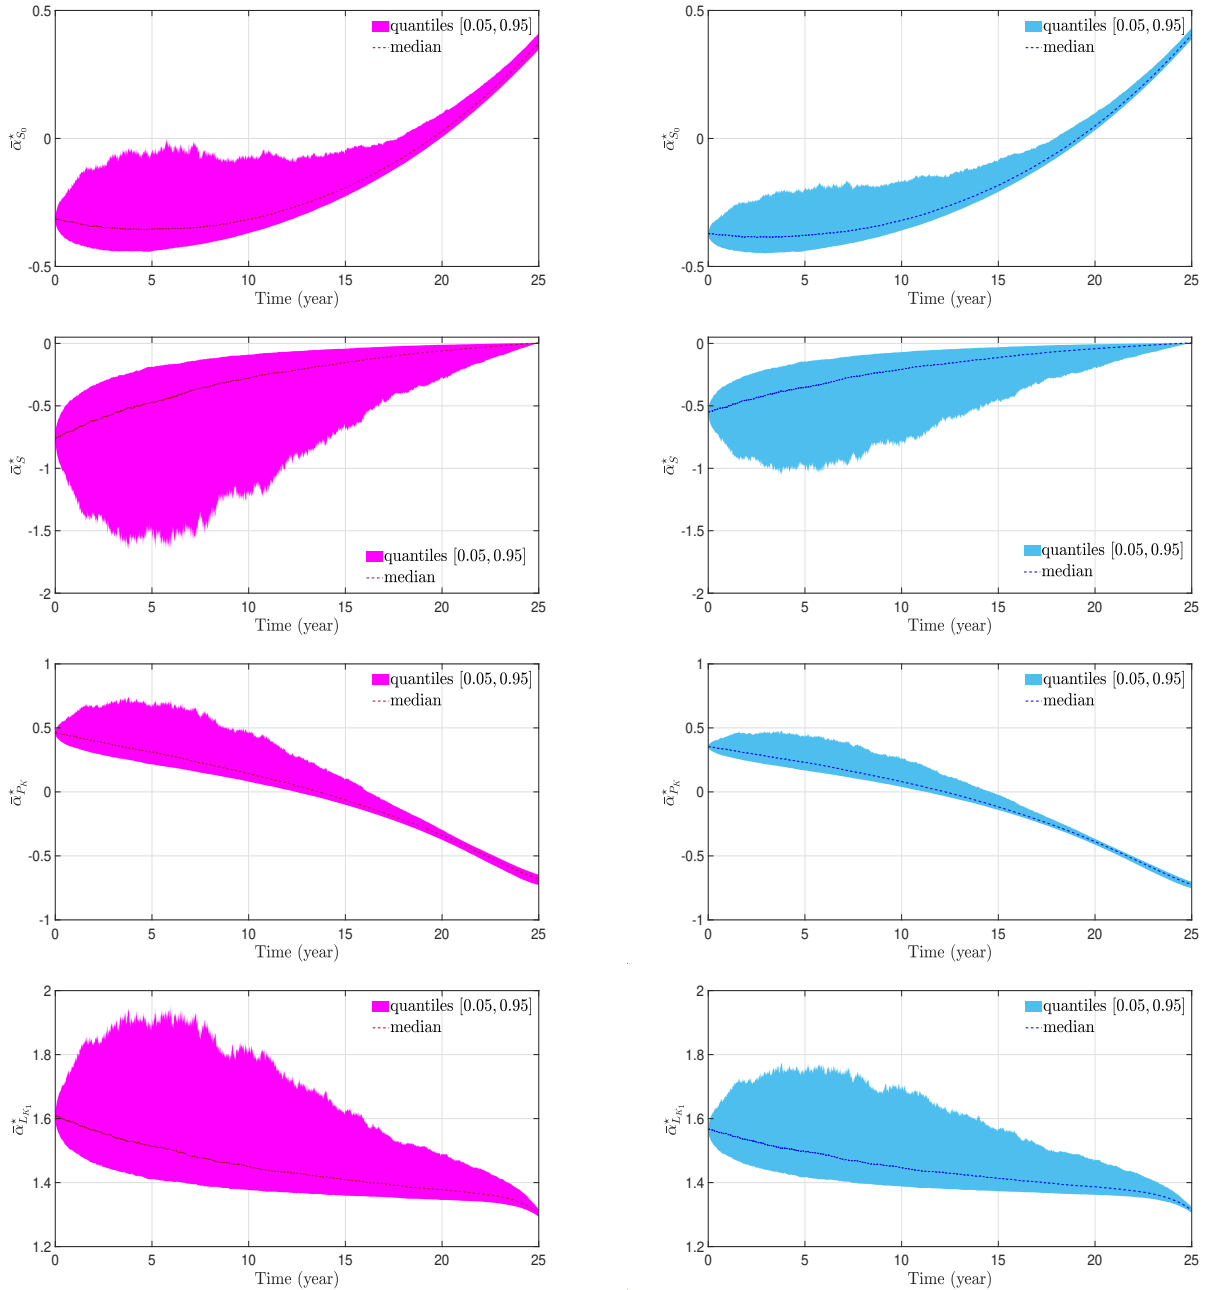 0.5
0
-0.5
ᾱ*_{S_0}
quantiles [0.05, 0.95]
median
0 5 10 15 20 25
Time (year)
0.5
0
-0.5
ᾱ*_{S_0}
quantiles [0.05, 0.95]
median
0 5 10 15 20 25
Time (year)
0
-0.5
-1
-1.5
-2
ᾱ*_S
quantiles [0.05, 0.95]
median
0 5 10 15 20 25
Time (year)
0
-0.5
-1
-1.5
-2
ᾱ*_S
quantiles [0.05, 0.95]
median
0 5 10 15 20 25
Time (year)
1
0.5
0
-0.5
-1
ᾱ*_{P_K}
quantiles [0.05, 0.95]
median
0 5 10 15 20 25
Time (year)
1
0.5
0
-0.5
-1
ᾱ*_{P_K}
quantiles [0.05, 0.95]
median
0 5 10 15 20 25
Time (year)
2
1.8
1.6
1.4
1.2
ᾱ*_{L_{K_1}}
quantiles [0.05, 0.95]
median
0 5 10 15 20 25
Time (year)
2
1.8
1.6
1.4
1.2
ᾱ*_{L_{K_1}}
quantiles [0.05, 0.95]
median
0 5 10 15 20 25
Time (year)